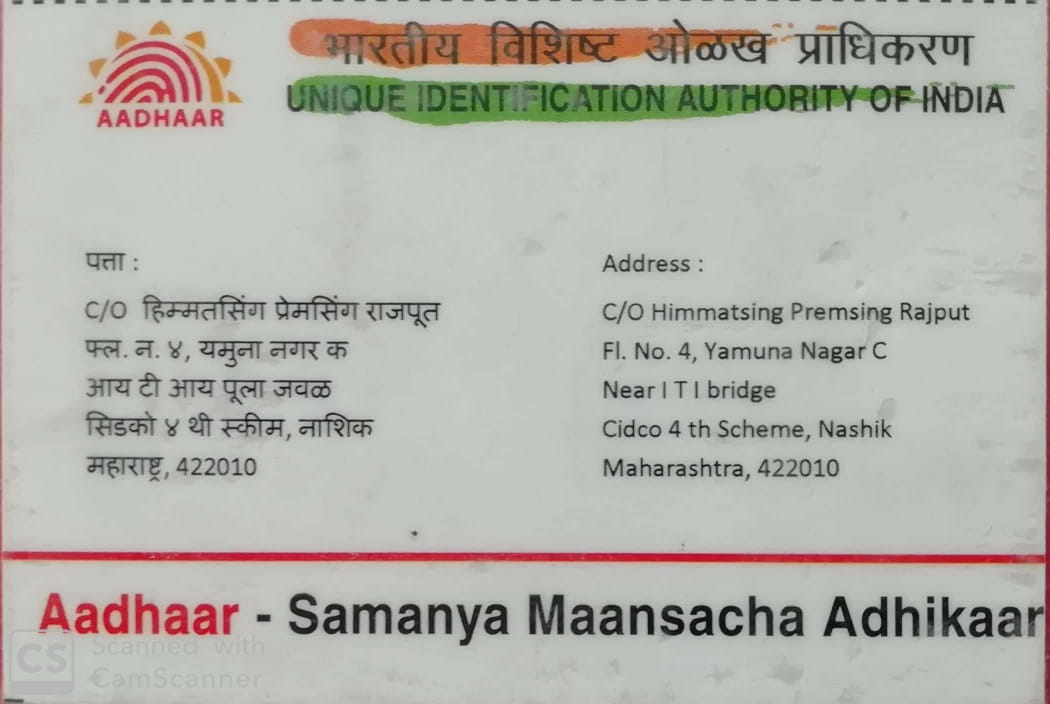 भारतीय विशिष्ट ओळख प्राधिकरण
UNIQUE IDENTIFICATION AUTHORITY OF INDIA
AADHAAR
पत्ता :
C/O हिम्मतसिंग प्रेमसिंग राजपूत
फ्ल. न. ४, यमुना नगर क
आय टी आय पूला जवळ
सिडको ४ थी स्कीम, नाशिक
महाराष्ट्र, 422010
Address :
C/O Himmatsing Premsing Rajput
Fl. No. 4, Yamuna Nagar C
Near I T I bridge
Cidco 4 th Scheme, Nashik
Maharashtra, 422010
Aadhaar - Samanya Maansacha Adhikaar
CS
Scanned with
CamScanner